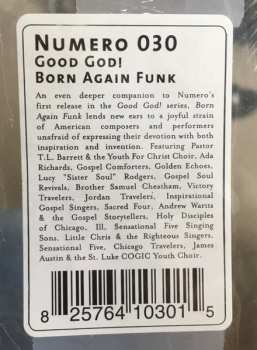 NUMERO 030
GOOD GOD!
BORN AGAIN FUNK
An even deeper companion to Numero's
first release in the Good God! series, Born
Again Funk lends new ears to a joyful strain
of American composers and performers
unafraid of expressing their devotion with both
inspiration and invention. Featuring Pastor
T.L. Barrett & the Youth For Christ Choir, Ada
Richards, Gospel Comforters, Golden Echoes,
Lucy "Sister Soul" Rodgers, Gospel Soul
Revivals, Brother Samuel Cheatham, Victory
Travelers, Jordan Travelers, Inspirational
Gospel Singers, Sacred Four, Andrew Wartts
& the Gospel Storytellers, Holy Disciples
of Chicago, Ill, Sensational Five Singing
Sons, Little Chris & the Righteous Singers,
Sensational Five, Chicago Travelers, James
Austin & the St. Luke COGIC Youth Choir.
8 25764 10301 5